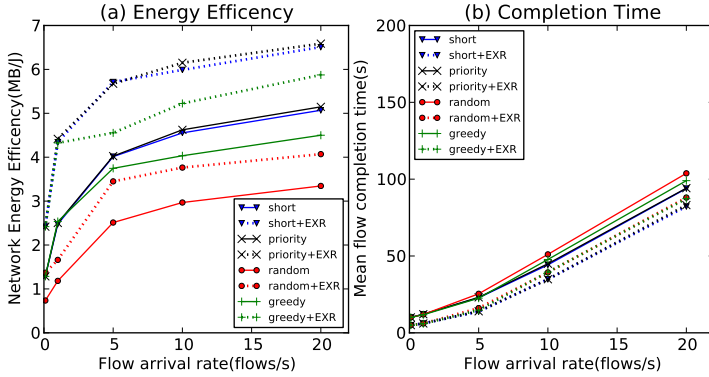 (a) Energy Efficency
Network Energy Efficency(MB/J)
7
6
5
4
3
2
1
0
0
5
10
15
20
Flow arrival rate(flows/s)
short
short+EXR
priority
priority+EXR
random
random+EXR
greedy
greedy+EXR
(b) Completion Time
Mean flow completion time(s)
200
150
100
50
0
0
5
10
15
20
Flow arrival rate(flows/s)
short
short+EXR
priority
priority+EXR
random
random+EXR
greedy
greedy+EXR